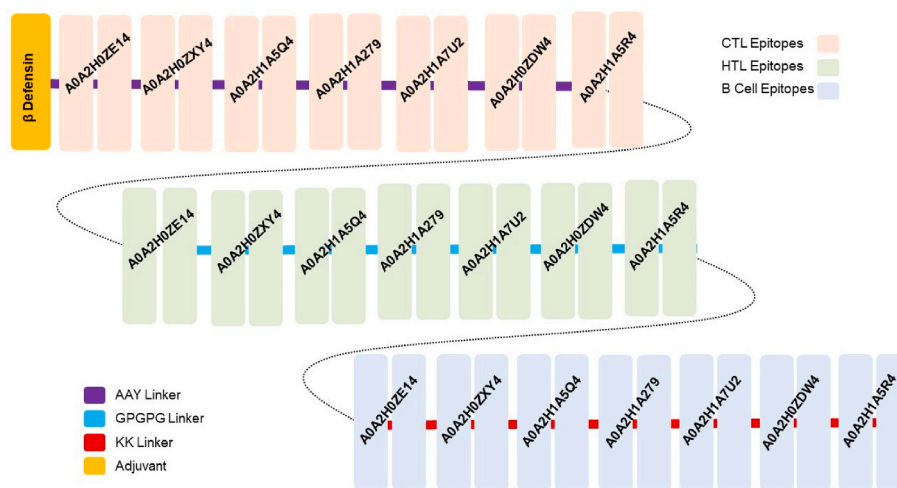 β Defensin
A0A2H0ZE14
A0A2H0ZXY4
A0A2H1A5Q4
A0A2H1A279
A0A2H1A7U2
A0A2H0ZDW4
A0A2H1A5R4
CTL Epitopes
HTL Epitopes
B Cell Epitopes
A0A2H0ZE14
A0A2H0ZXY4
A0A2H1A5Q4
A0A2H1A279
A0A2H1A7U2
A0A2H0ZDW4
A0A2H1A5R4
A0A2H0ZE14
A0A2H0ZXY4
A0A2H1A5Q4
A0A2H1A279
A0A2H1A7U2
A0A2H0ZDW4
A0A2H1A5R4
AAY Linker
GPGPG Linker
KK Linker
Adjuvant